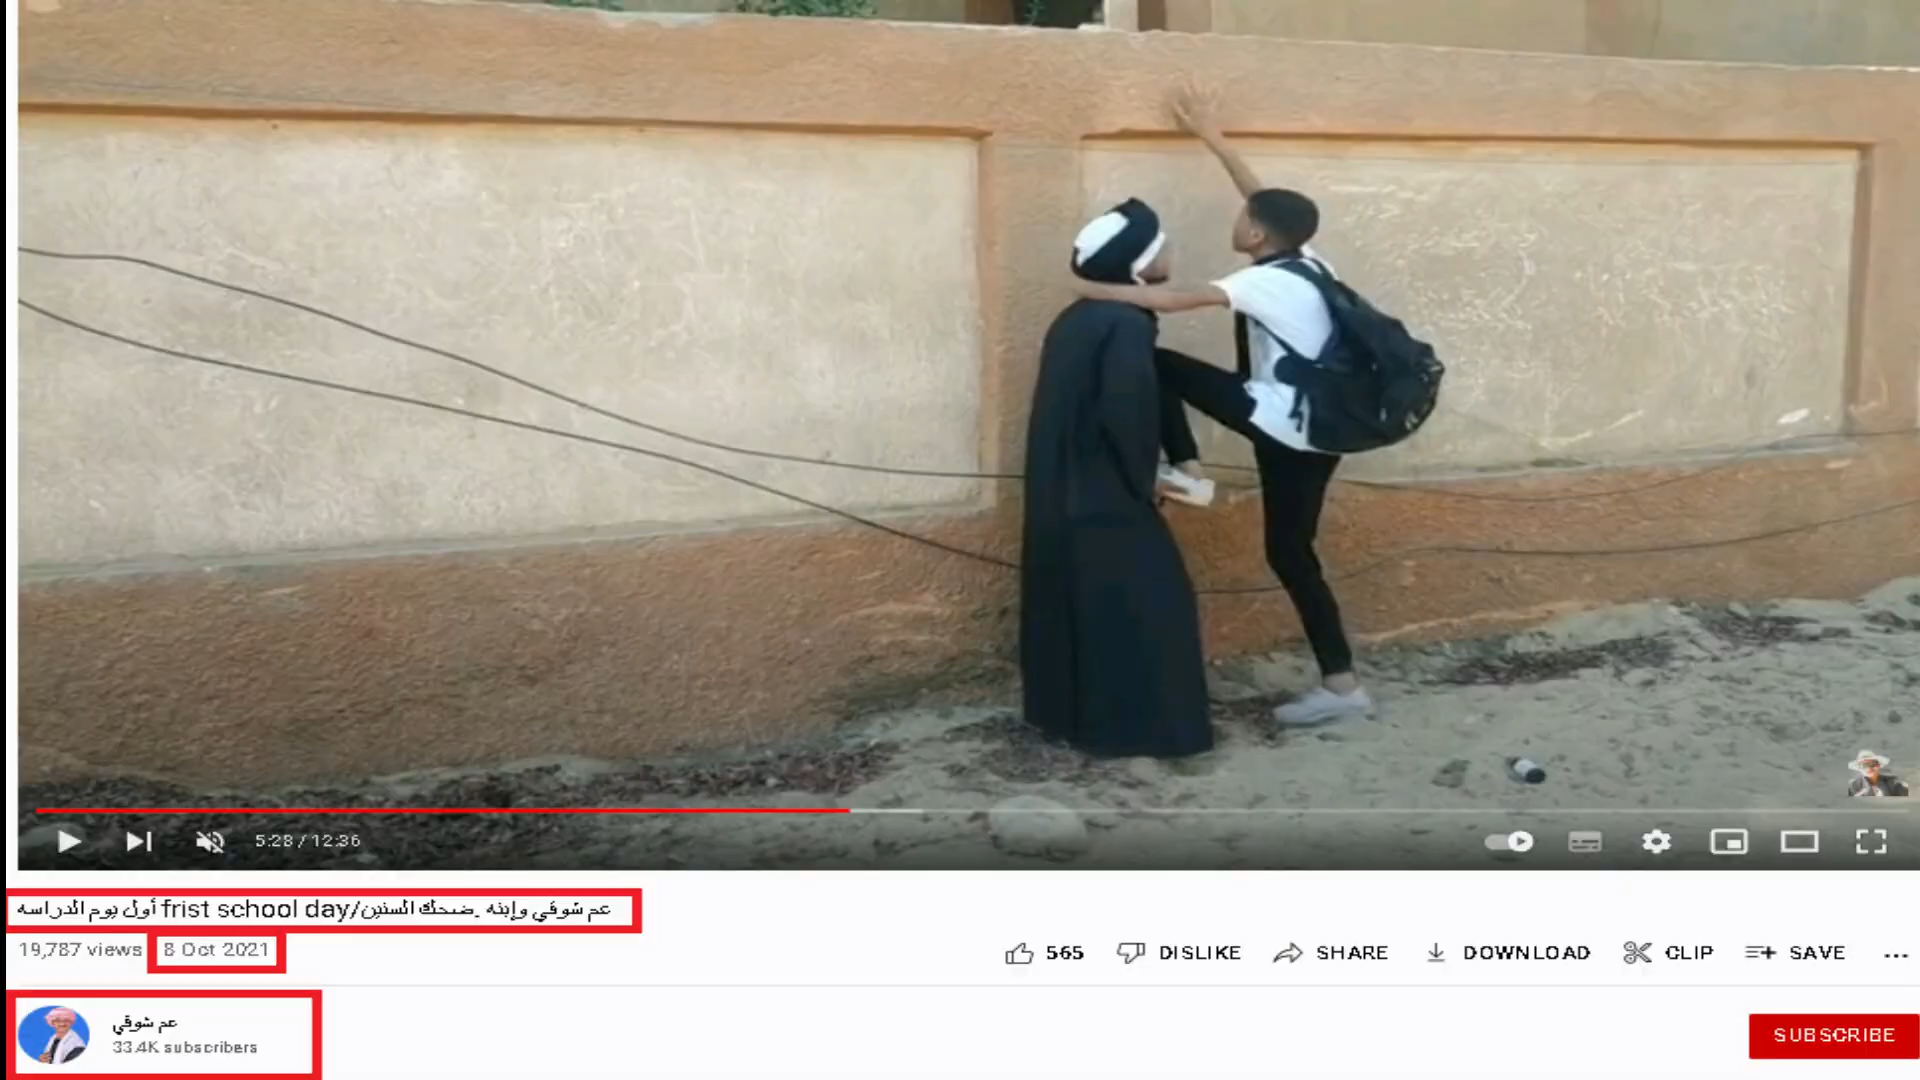 5:28 / 12:36
عم شوقي وإبنه .ضحك السنين/frist school day أول يوم الدراسه
19,787 views 8 Oct 2021
565 DISLIKE SHARE DOWNLOAD CLIP SAVE
عم شوقي
33.4K subscribers
SUBSCRIBE